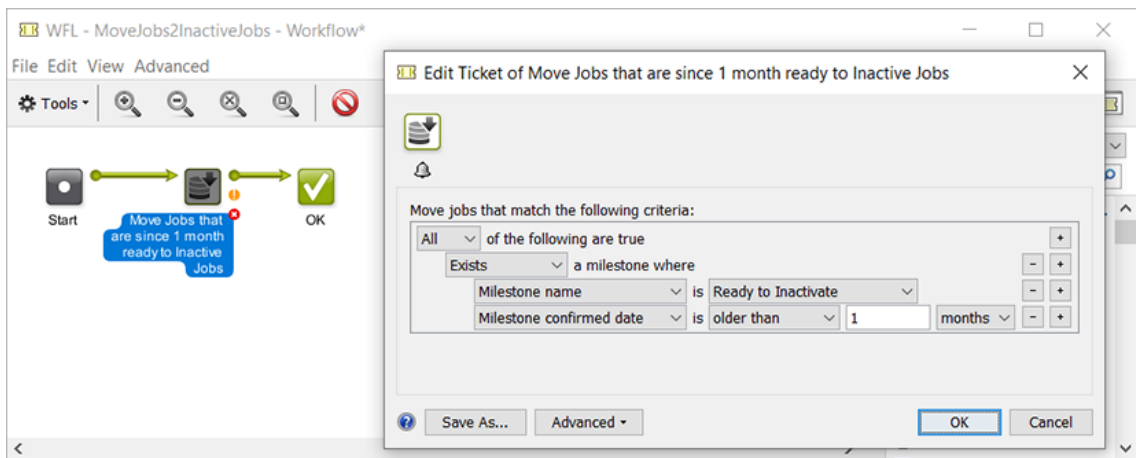 WFL - MoveJobs2InactiveJobs - Workflow*
File Edit View Advanced
Tools
Start
Move Jobs that
are since 1 month
ready to Inactive
Jobs
OK
Edit Ticket of Move Jobs that are since 1 month ready to Inactive Jobs
Move jobs that match the following criteria:
All of the following are true
Exists a milestone where
Milestone name is Ready to Inactivate
Milestone confirmed date is older than 1 months
Save As... Advanced OK Cancel